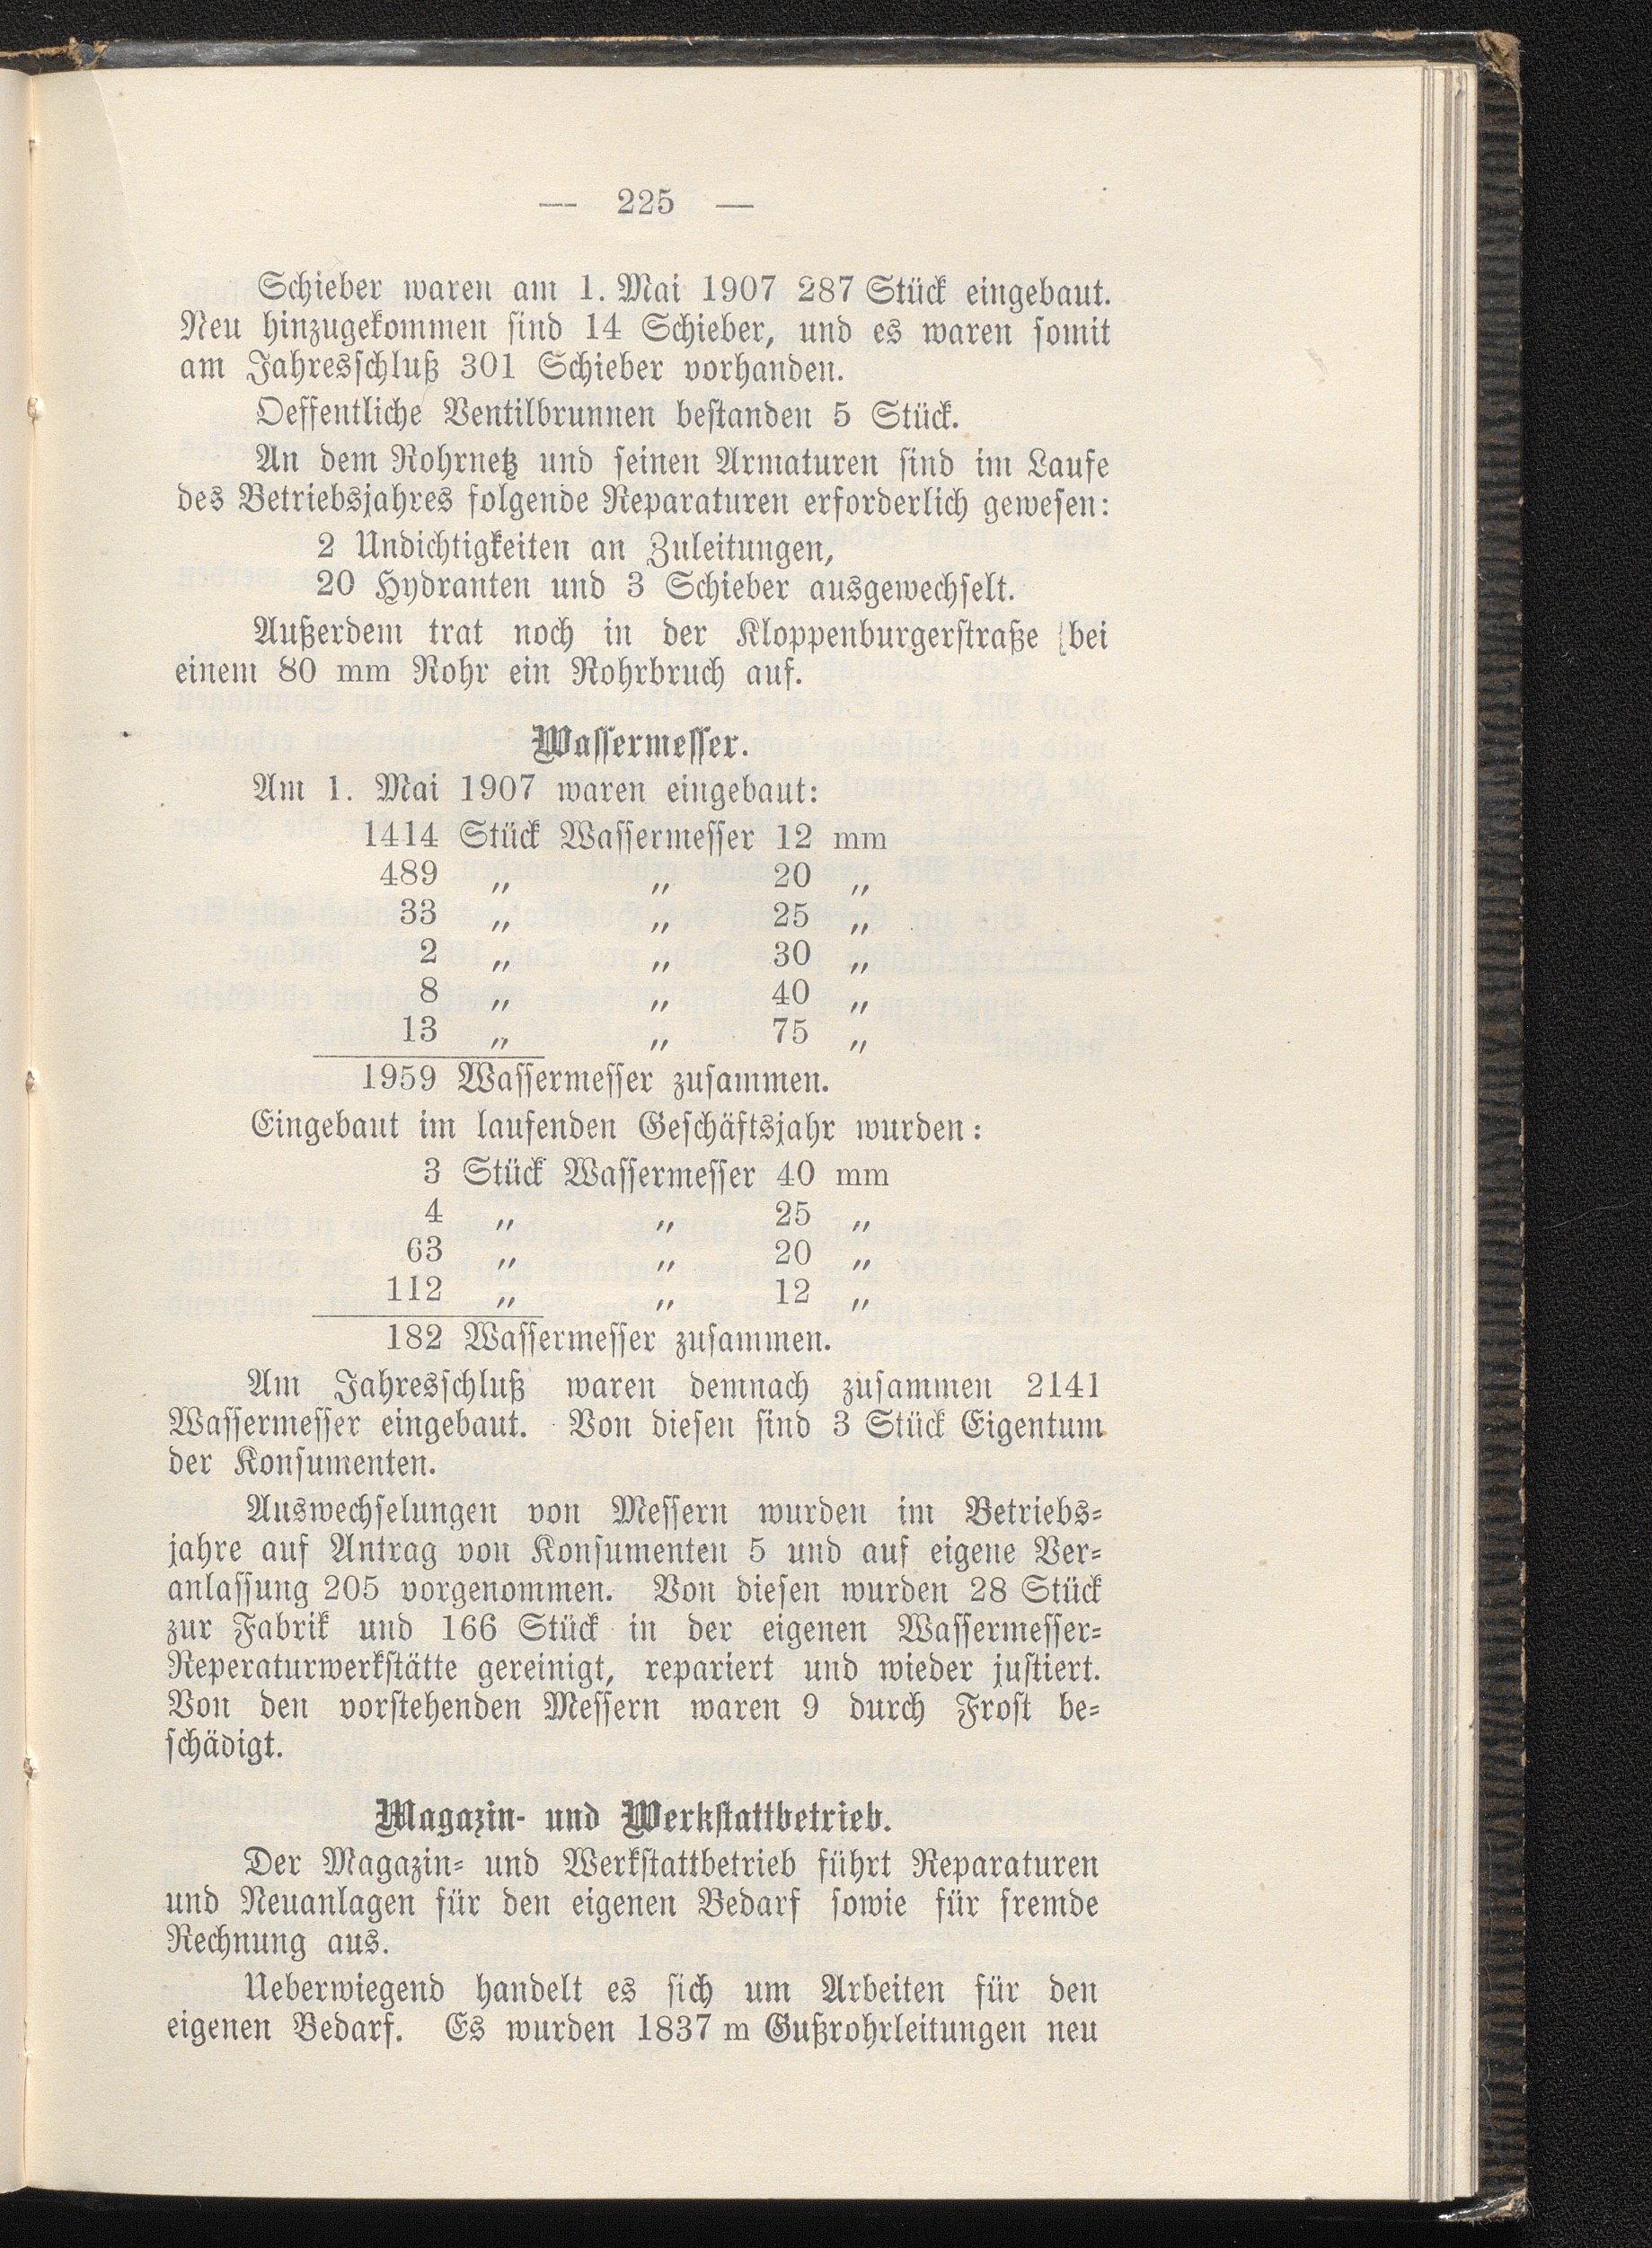 — 225 —
Schieber waren am 1. Mai 1907 287 Stück eingebaut.
Neu hinzugekommen sind 14 Schieber, und es waren somit
am Jahresschluß 301 Schieber vorhanden.
Oeffentliche Ventilbrunnen bestanden 5 Stück.
An dem Rohrnetz und seinen Armaturen sind im Laufe
des Betriebsjahres folgende Reparaturen erforderlich gewesen:
2 Undichtigkeiten an Zuleitungen,
20 Hydranten und 3 Schieber ausgewechselt.
Außerdem trat noch in der Kloppenburgerstraße bei
einem 80 mm Rohr ein Rohrbruch auf.
Wassermesser.
Am 1. Mai 1907 waren eingebaut:
1414 Stück Wassermesser 12 mm
489 „ „ 20 „
33 „ „ 25 „
2 „ „ 30 „
8 „ „ 40 „
13 „ „ 75 „
1959 Wassermesser zusammen.
Eingebaut im laufenden Geschäftsjahr wurden:
3 Stück Wassermesser 40 mm
4 „ „ 25 „
63 „ „ 20 „
112 „ „ 12 „
182 Wassermesser zusammen.
Am Jahresschluß waren demnach zusammen 2141
Wassermesser eingebaut. Von diesen sind 3 Stück Eigentum
der Konsumenten.
Auswechselungen von Messern wurden im Betriebs-
jahre auf Antrag von Konsumenten 5 und auf eigene Ver-
anlassung 205 vorgenommen. Von diesen wurden 28 Stück
zur Fabrik und 166 Stück in der eigenen Wassermesser-
Reperaturwerkstätte gereinigt, repariert und wieder justiert.
Von den vorstehenden Messern waren 9 durch Frost be-
schädigt.
Magazin- und Werkstattbetrieb.
Der Magazin- und Werkstattbetrieb führt Reparaturen
und Neuanlagen für den eigenen Bedarf sowie für fremde
Rechnung aus.
Ueberwiegend handelt es sich um Arbeiten für den
eigenen Bedarf. Es wurden 1837 m Gußrohrleitungen neu